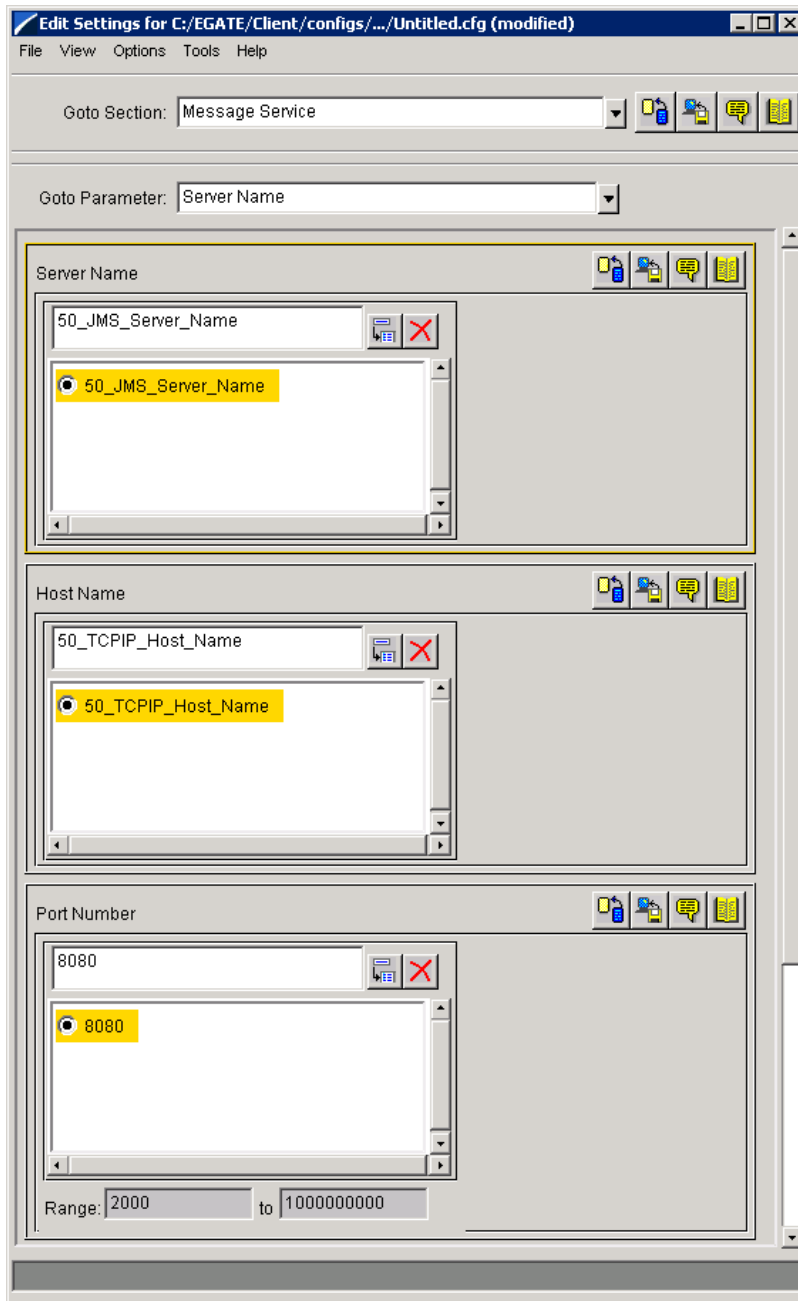 Edit Settings for C:/EGATE/Client/configs/.../Untitled.cfg (modified)
File View Options Tools Help
Goto Section: Message Service
Goto Parameter: Server Name
Server Name
50_JMS_Server_Name
50_JMS_Server_Name
Host Name
50_TCPIP_Host_Name
50_TCPIP_Host_Name
Port Number
8080
8080
Range: 2000 to 1000000000